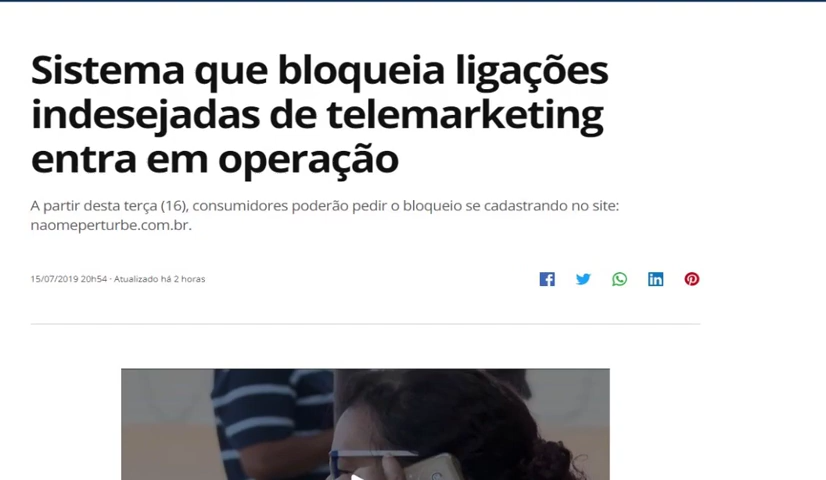 Sistema que bloqueia ligações
indesejadas de telemarketing
entra em operação
A partir desta terça (16), consumidores poderão pedir o bloqueio se cadastrando no site:
naomeperturbe.com.br.
15/07/2019 20h54 · Atualizado há 2 horas